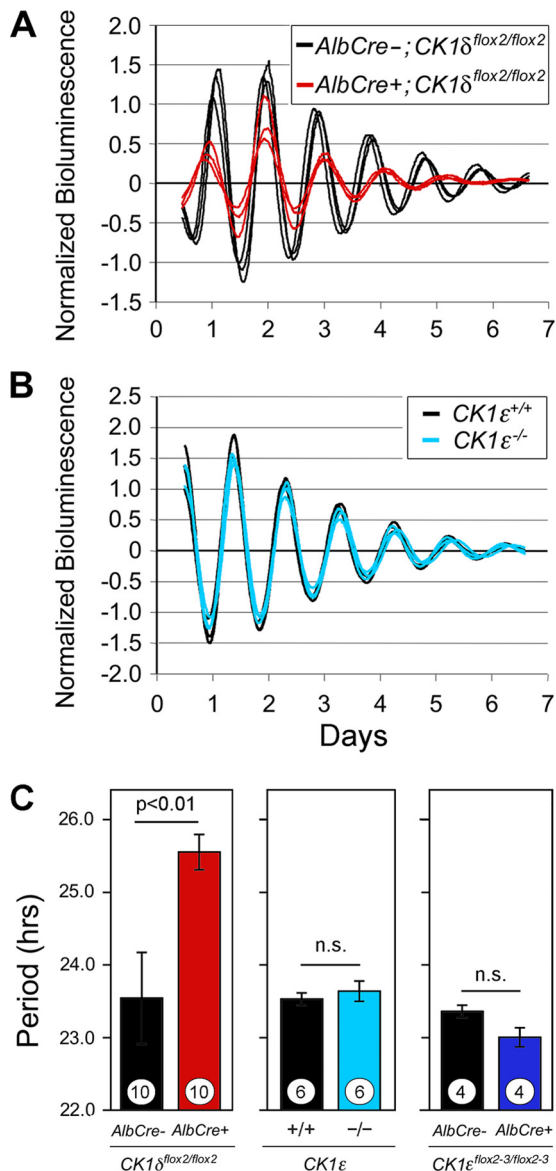 A
Normalized Bioluminescence
2.0
1.5
1.0
0.5
0
-0.5
-1.0
-1.5
AlbCre−; CK1δflox2/flox2
AlbCre+; CK1δflox2/flox2
0 1 2 3 4 5 6 7
B
Normalized Bioluminescence
2.5
2.0
1.5
1.0
0.5
0
-0.5
-1.0
-1.5
-2.0
CK1ε+/+
CK1ε-/-
0 1 2 3 4 5 6 7
Days
C
Period (hrs)
26.0
25.0
24.0
23.0
22.0
p<0.01
n.s.
n.s.
10 10 6 6 4 4
AlbCre- AlbCre+ +/+ −/− AlbCre- AlbCre+
CK1δflox2/flox2 CK1ε CK1εflox2-3/flox2-3